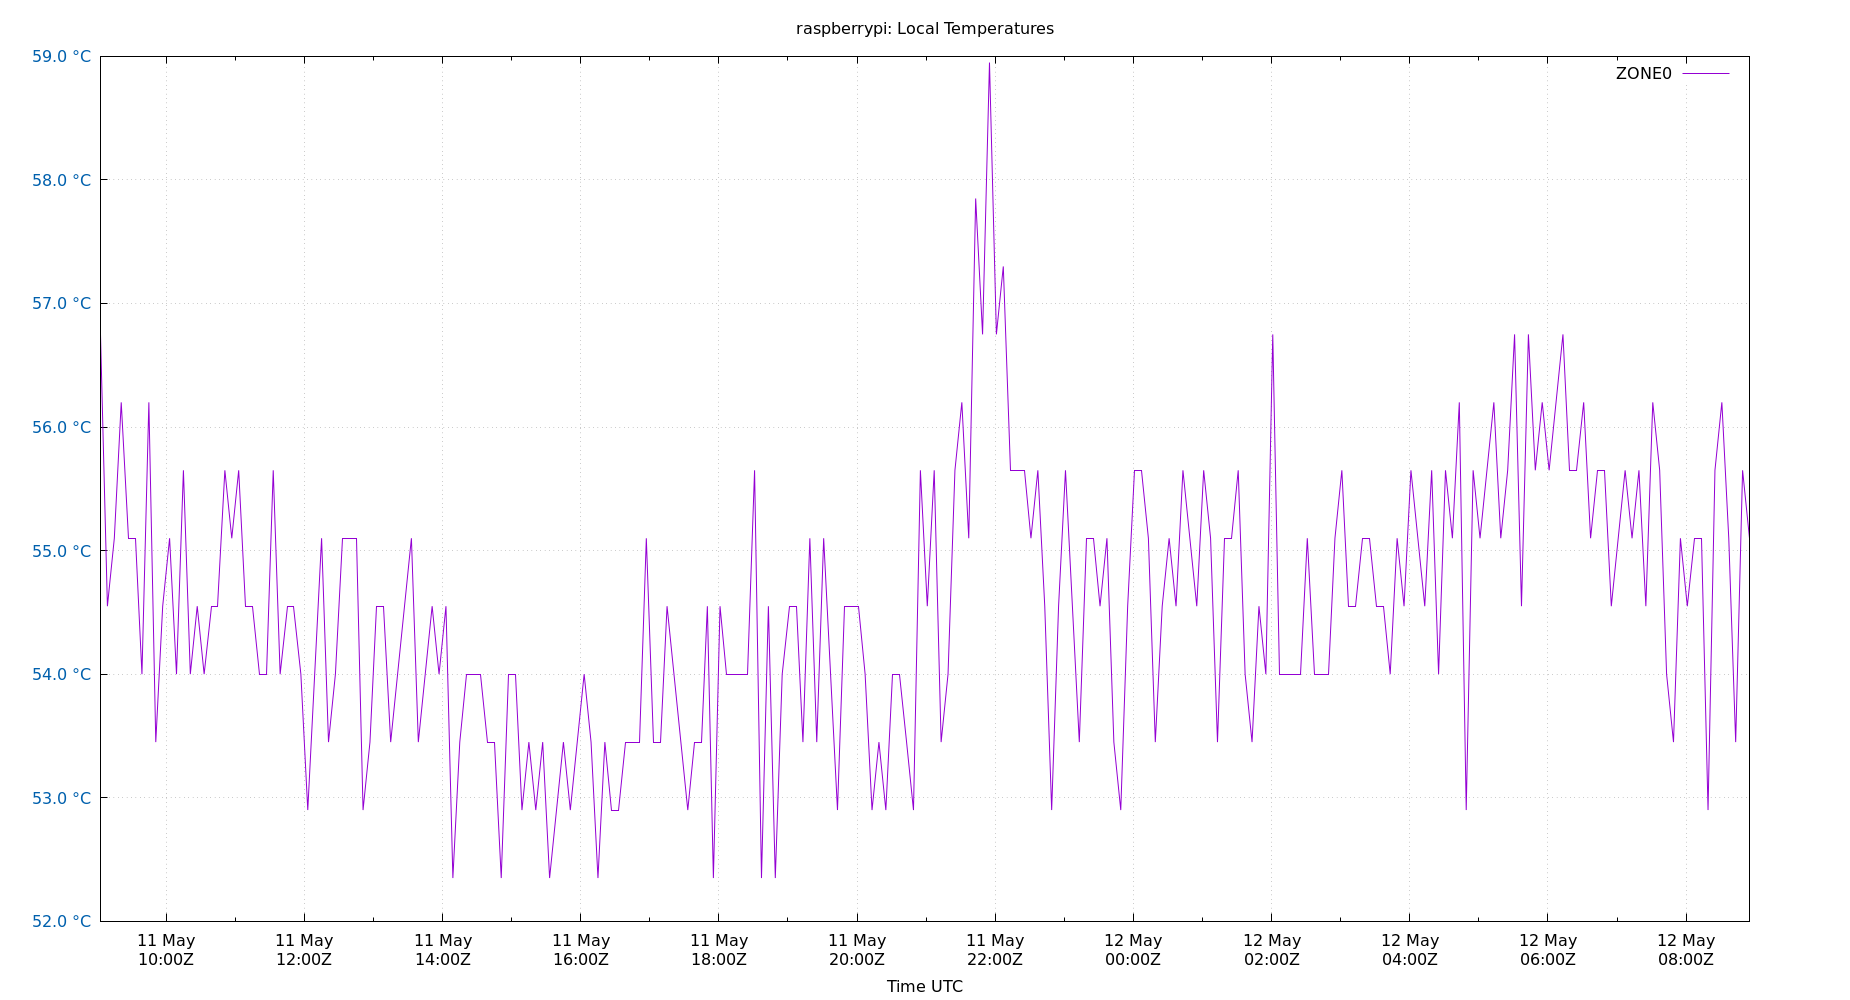 raspberrypi: Local Temperatures
ZONE0
59.0 °C
58.0 °C
57.0 °C
56.0 °C
55.0 °C
54.0 °C
53.0 °C
52.0 °C
11 May 11 May 11 May 11 May 11 May 11 May 11 May 12 May 12 May 12 May 12 May 12 May
10:00Z 12:00Z 14:00Z 16:00Z 18:00Z 20:00Z 22:00Z 00:00Z 02:00Z 04:00Z 06:00Z 08:00Z
Time UTC